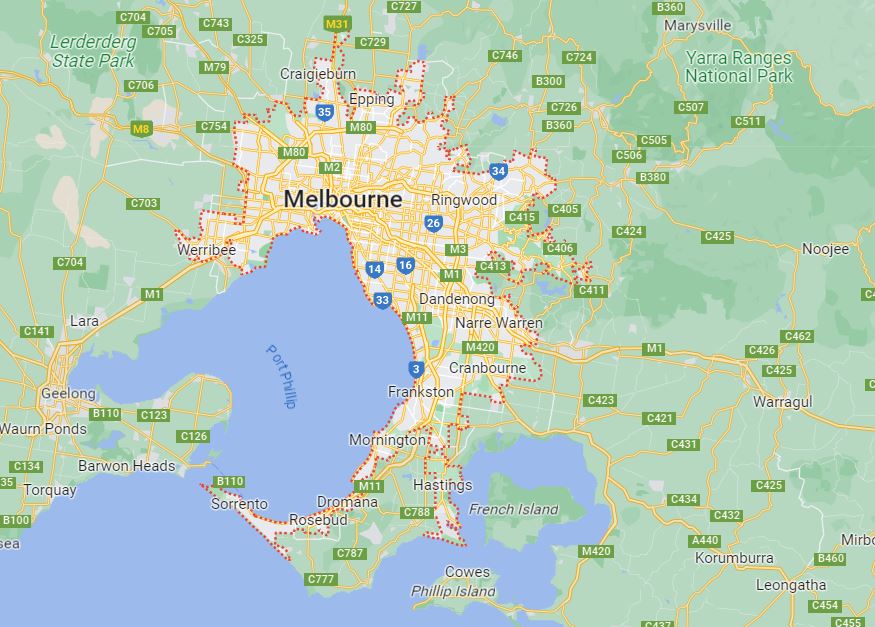 C727
C704
C743
M31
B360
C705
Marysville
C325
C729
Lerderderg
State Park
C746
C724
Yarra Ranges
National Park
M79
Craigieburn
C706
B300
Epping
C726
C507
35
C511
M8
C754
M80
B360
C505
M80
C506
M2
34
B380
Melbourne
Ringwood
C703
C405
C415
26
C424
C425
Werribee
M3
C406
Noojee
C704
14
16
C413
M1
M1
C411
33
Dandenong
Lara
M11
Narre Warren
C141
C462
M420
M1
C426
3
Cranbourne
C425
Port Phillip
Geelong
Frankston
C423
Warragul
B110
C123
C421
Waurn Ponds
C126
Mornington
C431
C134
Barwon Heads
35
B110
M11
Hastings
C425
Torquay
Sorrento
Dromana
C434
French Island
B100
Rosebud
C788
C432
A440
Mirbo
sea
C787
M420
Korumburra
B460
C777
Cowes
Leongatha
Phillip Island
C454
C437
C455